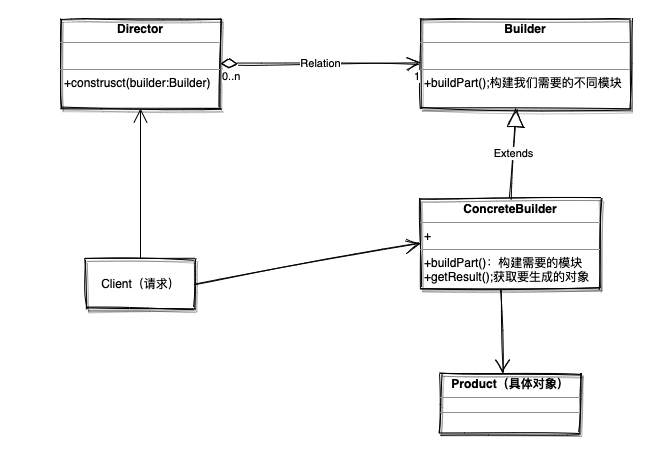 Director
+construsct(builder:Builder)
0..n
Relation
1
Builder
+buildPart();构建我们需要的不同模块
Extends
ConcreteBuilder
+
+buildPart()：构建需要的模块
+getResult();获取要生成的对象
Client（请求）
Product（具体对象）